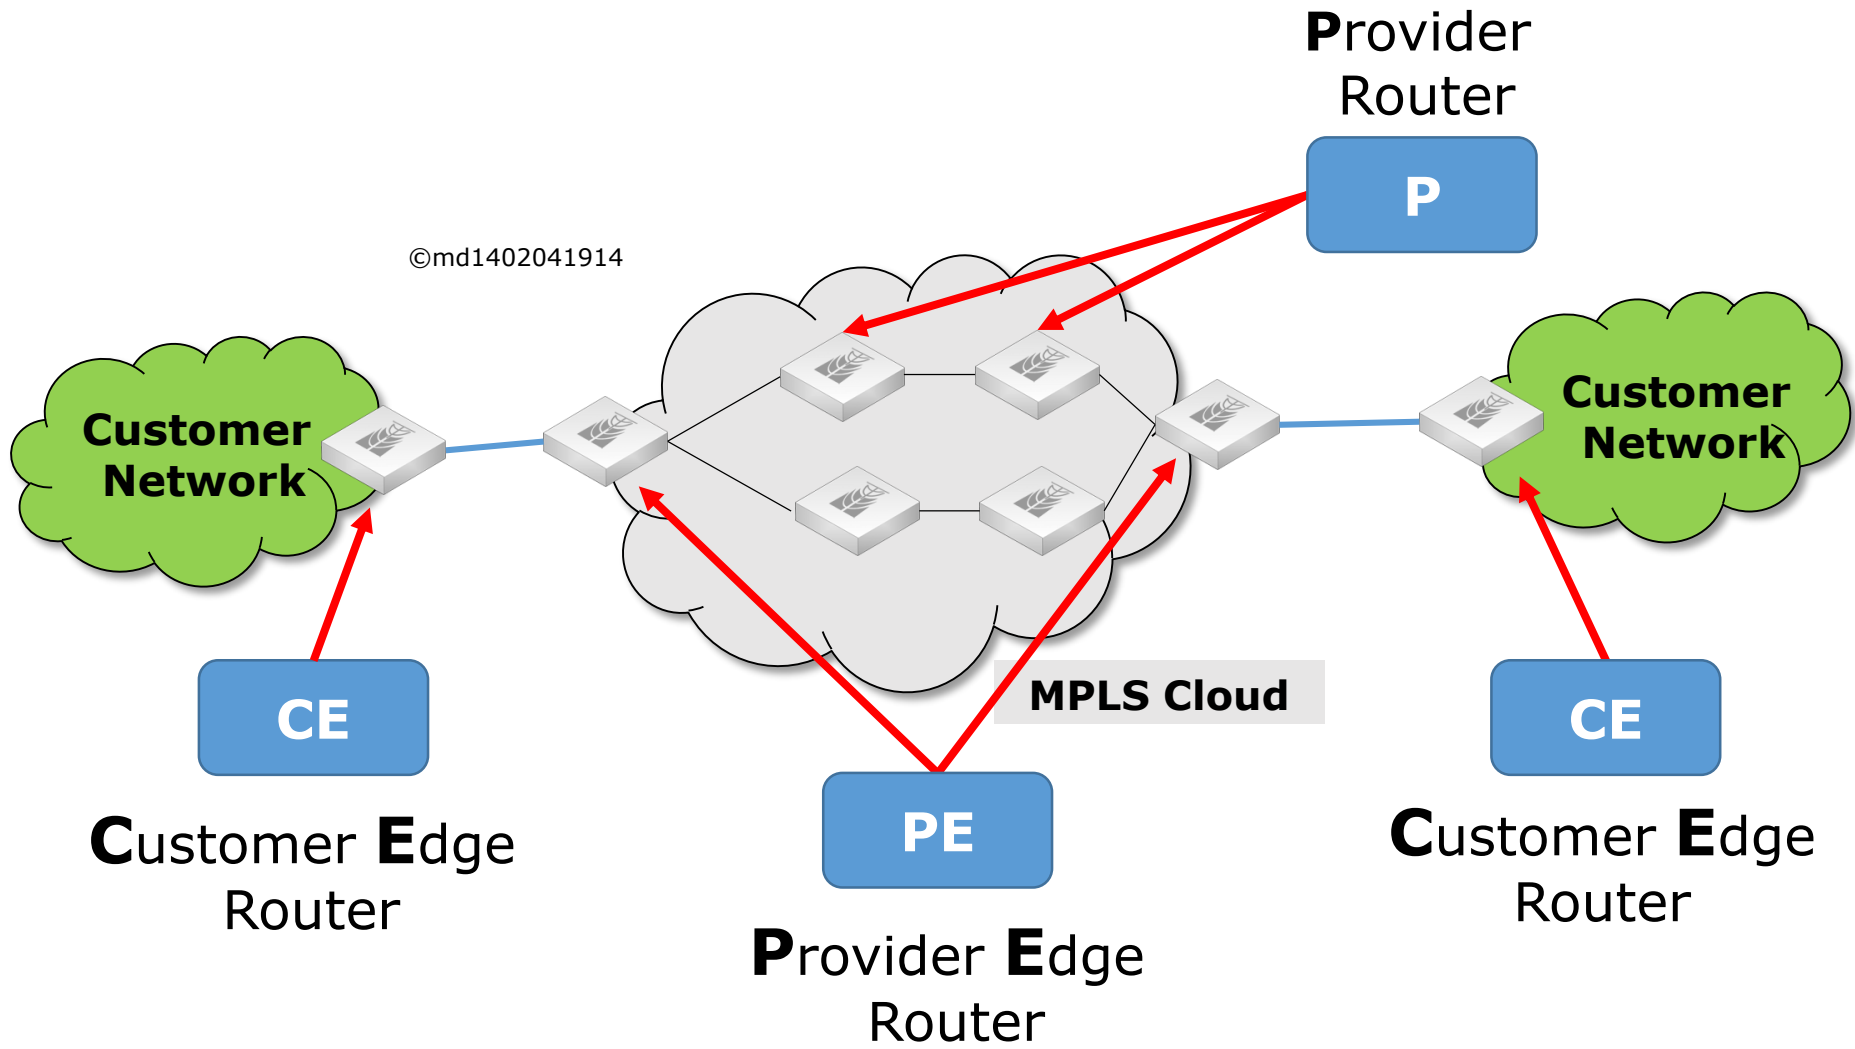 Provider
Router
P
©md1402041914
Customer
Network
Customer
Network
MPLS Cloud
CE
CE
PE
Customer Edge
Router
Customer Edge
Router
Provider Edge
Router